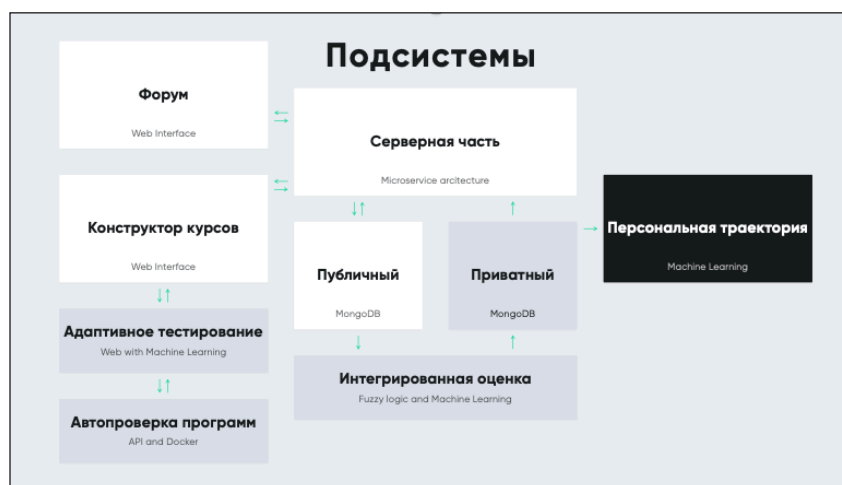 Подсистемы
Форум
Web Interface
Серверная часть
Microservice arcitecture
Конструктор курсов
Web Interface
Публичный
MongoDB
Приватный
MongoDB
Персональная траектория
Machine Learning
Адаптивное тестирование
Web with Machine Learning
Интегрированная оценка
Fuzzy logic and Machine Learning
Автопроверка программ
API and Docker